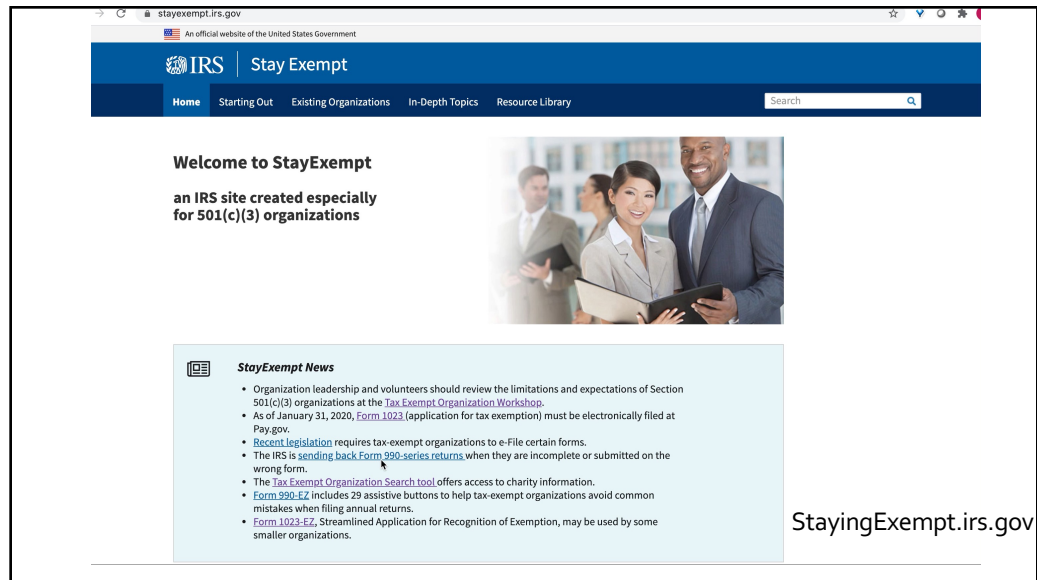 stayexempt.irs.gov
An official website of the United States Government
IRS Stay Exempt
Home Starting Out Existing Organizations In-Depth Topics Resource Library Search
Welcome to StayExempt
an IRS site created especially
for 501(c)(3) organizations
StayExempt News
• Organization leadership and volunteers should review the limitations and expectations of Section
501(c)(3) organizations at the Tax Exempt Organization Workshop.
• As of January 31, 2020, Form 1023 (application for tax exemption) must be electronically filed at
Pay.gov.
• Recent legislation requires tax-exempt organizations to e-File certain forms.
• The IRS is sending back Form 990-series returns when they are incomplete or submitted on the
wrong form.
• The Tax Exempt Organization Search tool offers access to charity information.
• Form 990-EZ includes 29 assistive buttons to help tax-exempt organizations avoid common
mistakes when filing annual returns.
• Form 1023-EZ, Streamlined Application for Recognition of Exemption, may be used by some
smaller organizations.
StayingExempt.irs.gov